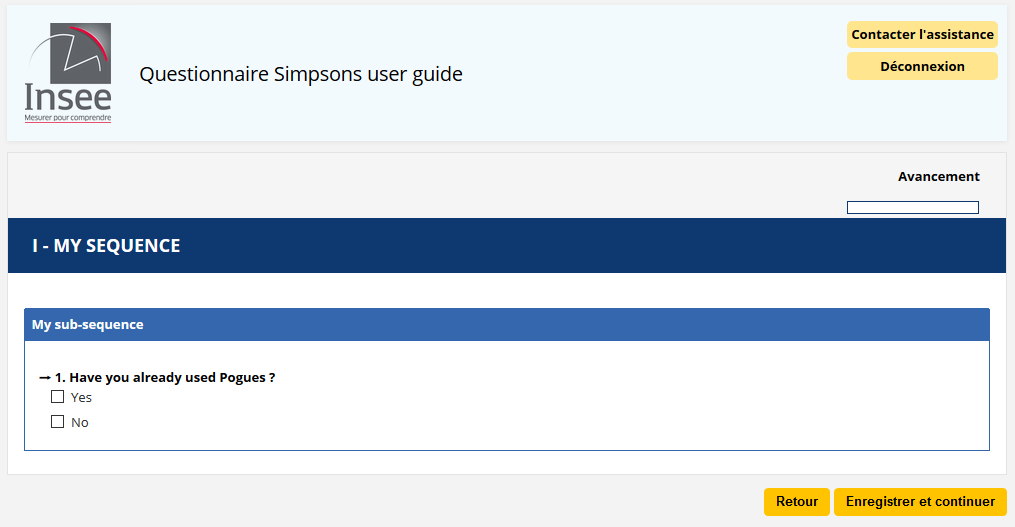 Insee
Mesurer pour comprendre
Questionnaire Simpsons user guide
Contacter l'assistance
Déconnexion
Avancement
I - MY SEQUENCE
My sub-sequence
➞ 1. Have you already used Pogues ?
Yes
No
Retour
Enregistrer et continuer